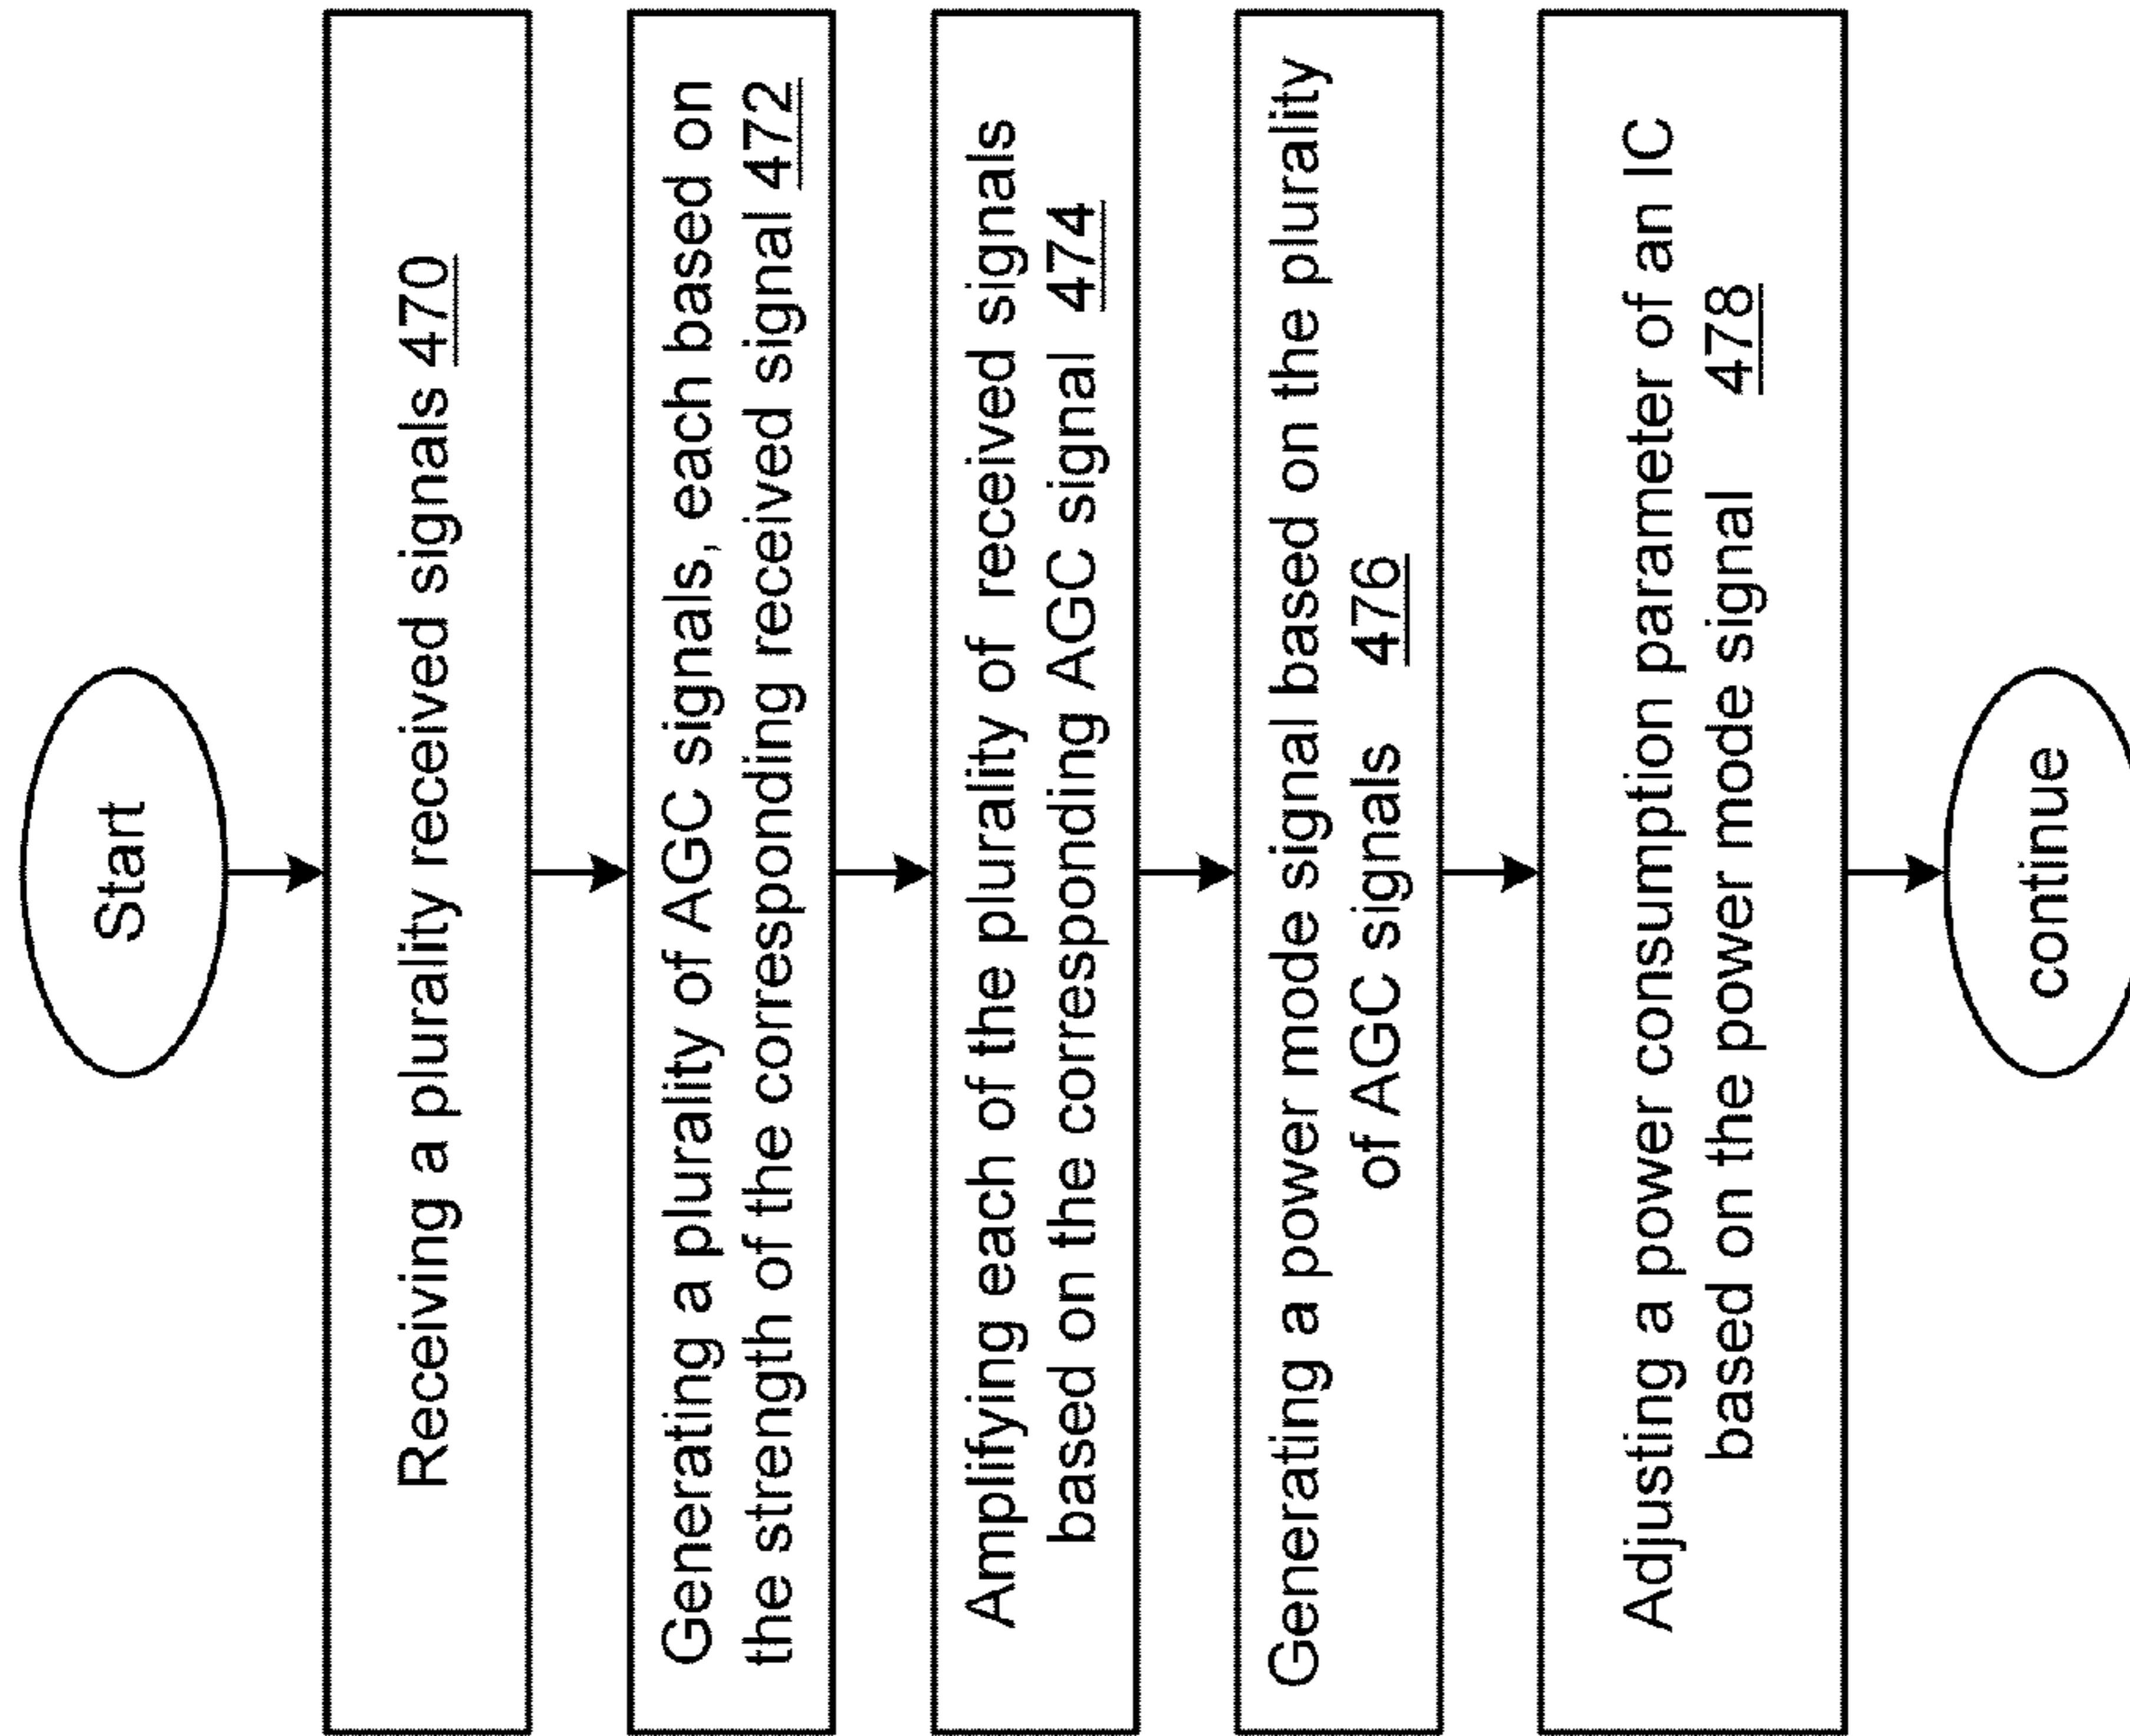 Start
Receiving a plurality received signals 470
Generating a plurality of AGC signals, each based on
the strength of the corresponding received signal 472
Amplifying each of the plurality of received signals
based on the corresponding AGC signal 474
Generating a power mode signal based on the plurality
of AGC signals 476
Adjusting a power consumption parameter of an IC
based on the power mode signal 478
continue